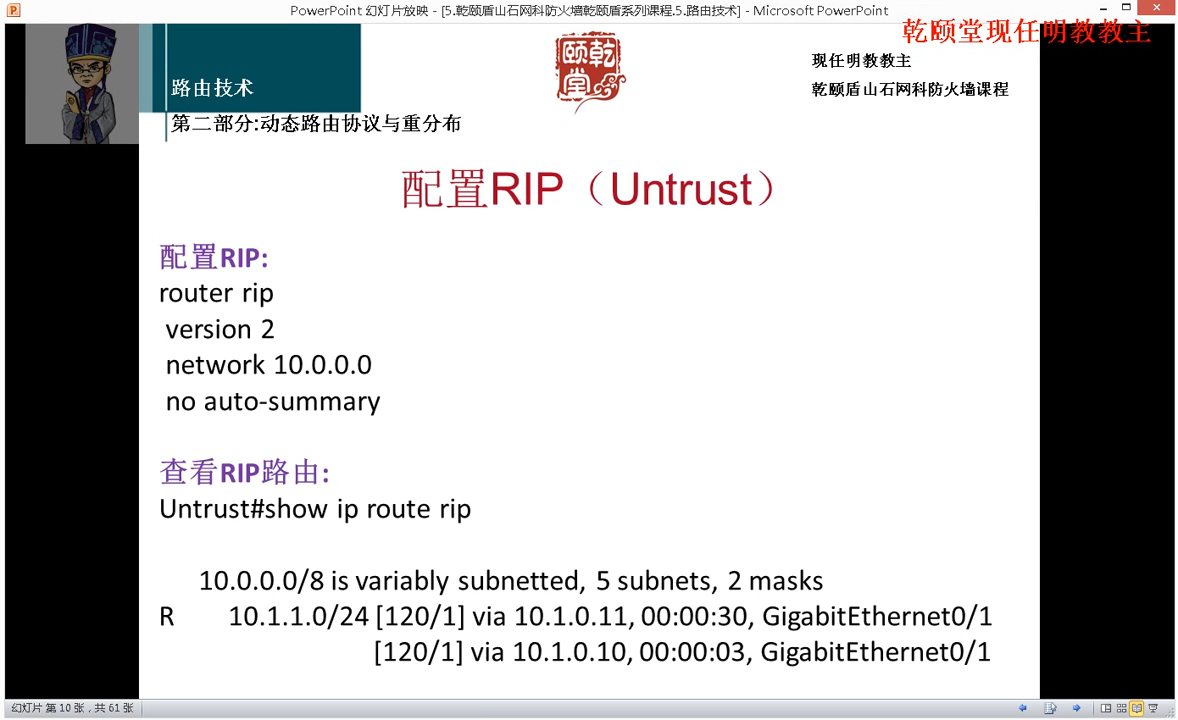 PowerPoint 幻灯片放映 - [5.乾颐盾山石网科防火墙乾颐盾系列课程.5.路由技术] - Microsoft PowerPoint
乾颐堂现任明教教主
现任明教教主
乾颐盾山石网科防火墙课程
乾颐堂
路由技术
第二部分:动态路由协议与重分布
配置RIP（Untrust）
配置RIP:
router rip
version 2
network 10.0.0.0
no auto-summary
查看RIP路由:
Untrust#show ip route rip
10.0.0.0/8 is variably subnetted, 5 subnets, 2 masks
R 10.1.1.0/24 [120/1] via 10.1.0.11, 00:00:30, GigabitEthernet0/1
[120/1] via 10.1.0.10, 00:00:03, GigabitEthernet0/1
幻灯片 第 10 张，共 61 张